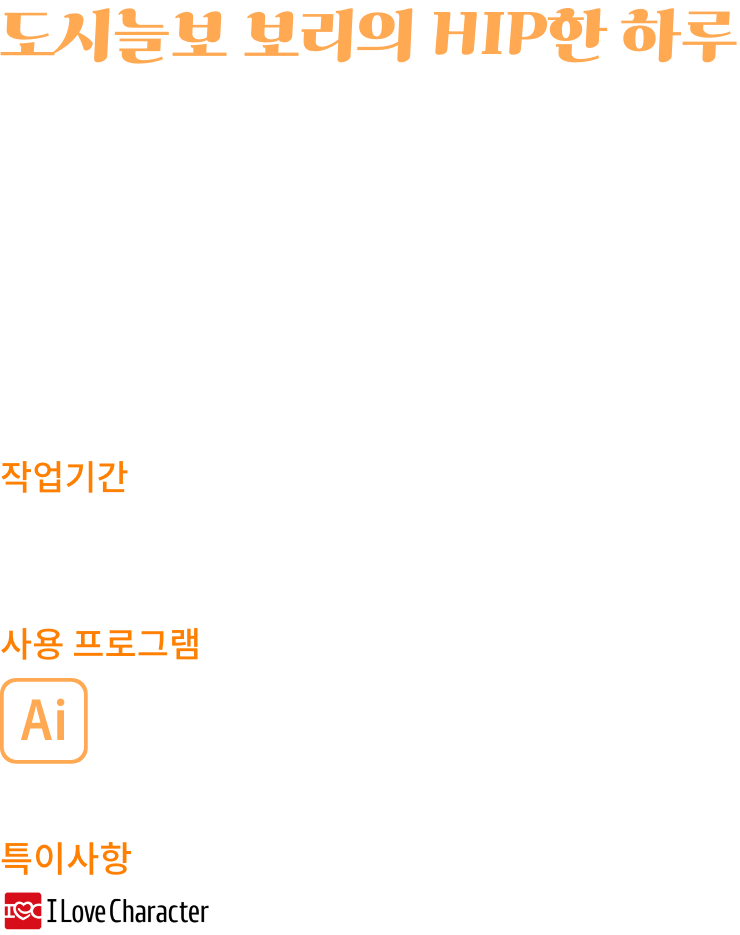 도시늘보 보리의 HIP한 하루
작업기간
사용 프로그램
Ai
특이사항
I Love Character